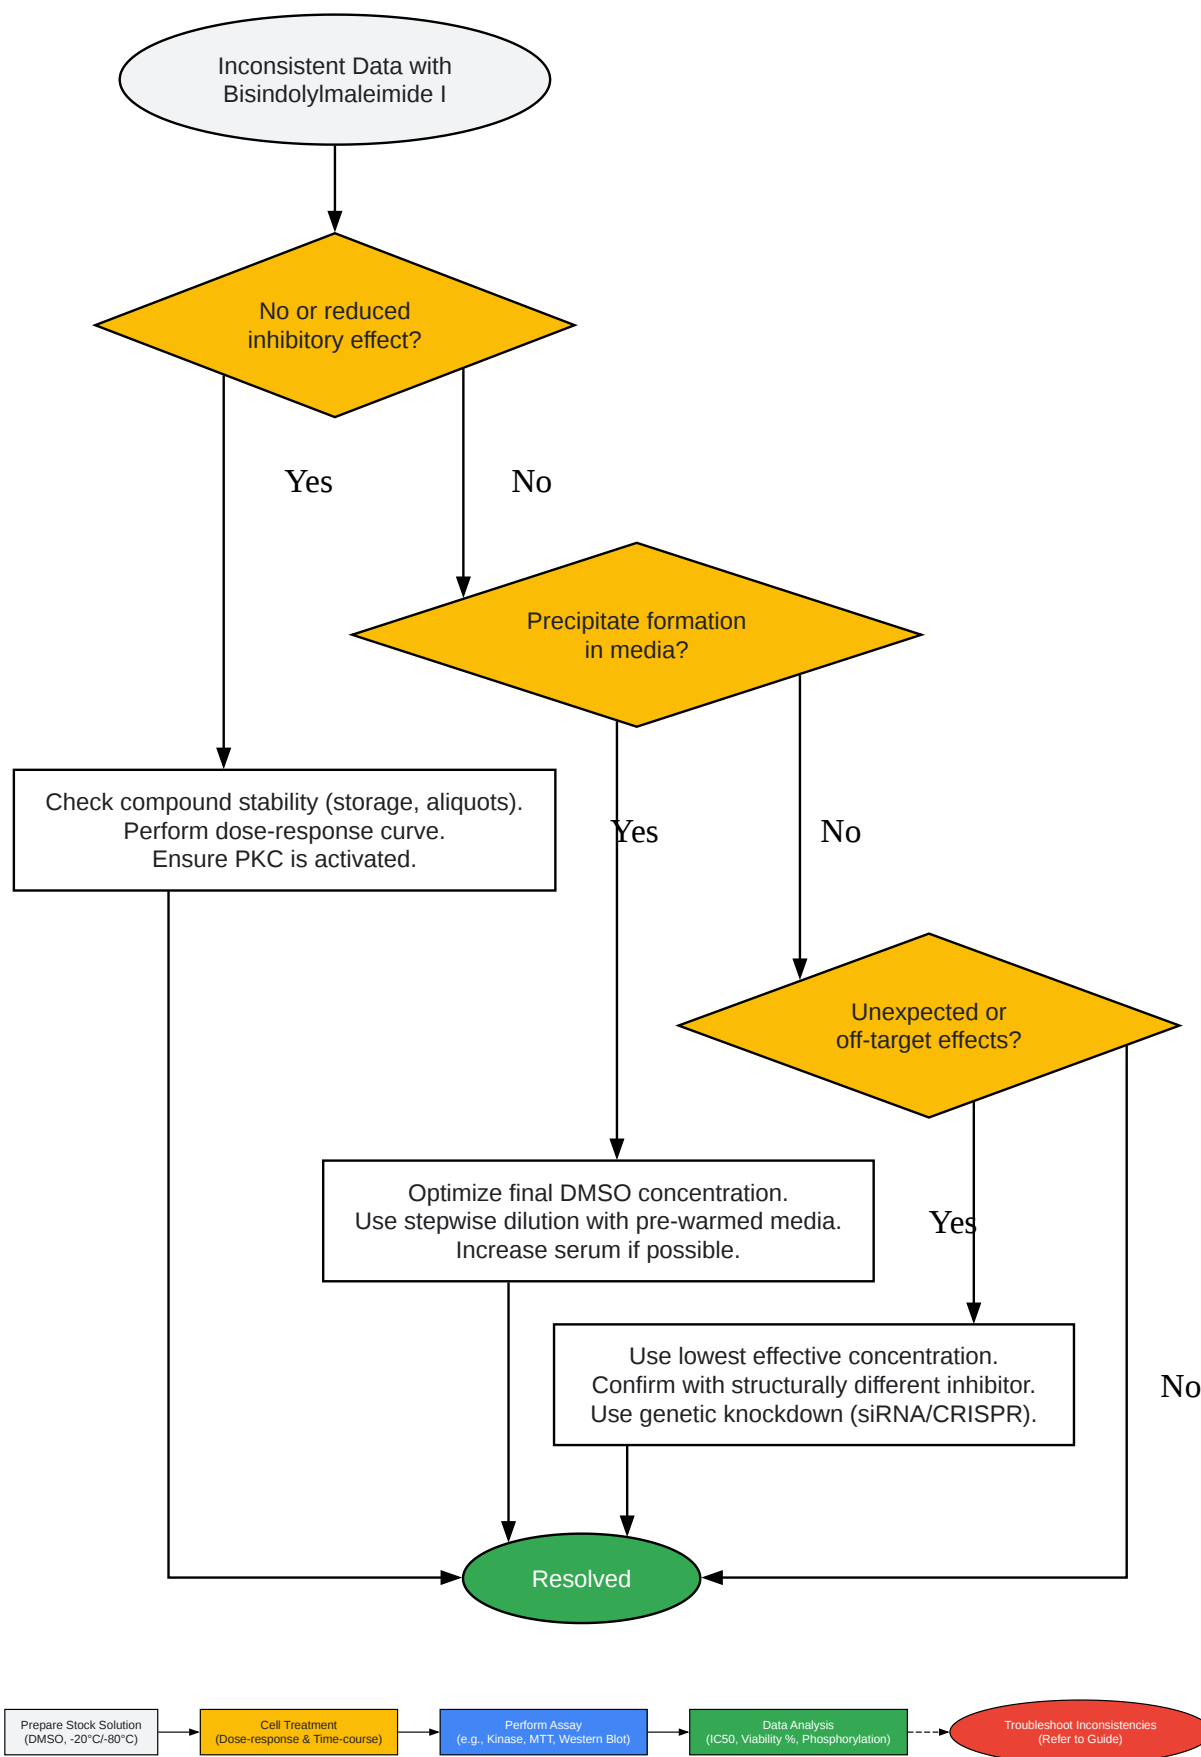 Inconsistent Data with
Bisindolylmaleimide I
No or reduced
inhibitory effect?
Yes
No
Precipitate formation
in media?
Check compound stability (storage, aliquots).
Perform dose-response curve.
Ensure PKC is activated.
Yes
No
Unexpected or
off-target effects?
Optimize final DMSO concentration.
Use stepwise dilution with pre-warmed media.
Increase serum if possible.
Yes
Use lowest effective concentration.
Confirm with structurally different inhibitor.
Use genetic knockdown (siRNA/CRISPR).
No
Resolved
Prepare Stock Solution
(DMSO, -20°C/-80°C)
Cell Treatment
(Dose-response & Time-course)
Perform Assay
(e.g., Kinase, MTT, Western Blot)
Data Analysis
(IC50, Viability %, Phosphorylation)
Troubleshoot Inconsistencies
(Refer to Guide)